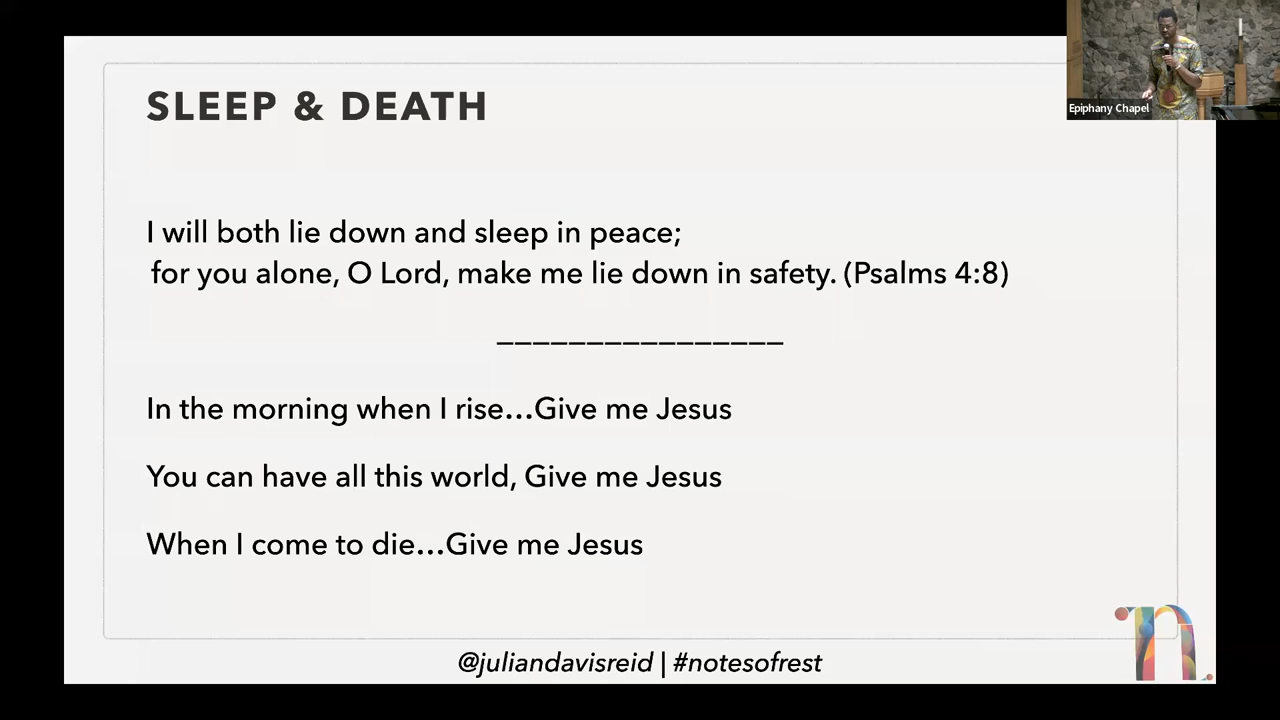 SLEEP & DEATH
Epiphany Chapel
I will both lie down and sleep in peace;
for you alone, O Lord, make me lie down in safety. (Psalms 4:8)
________________
In the morning when I rise…Give me Jesus
You can have all this world, Give me Jesus
When I come to die…Give me Jesus
@juliandavisreid | #notesofrest
n.